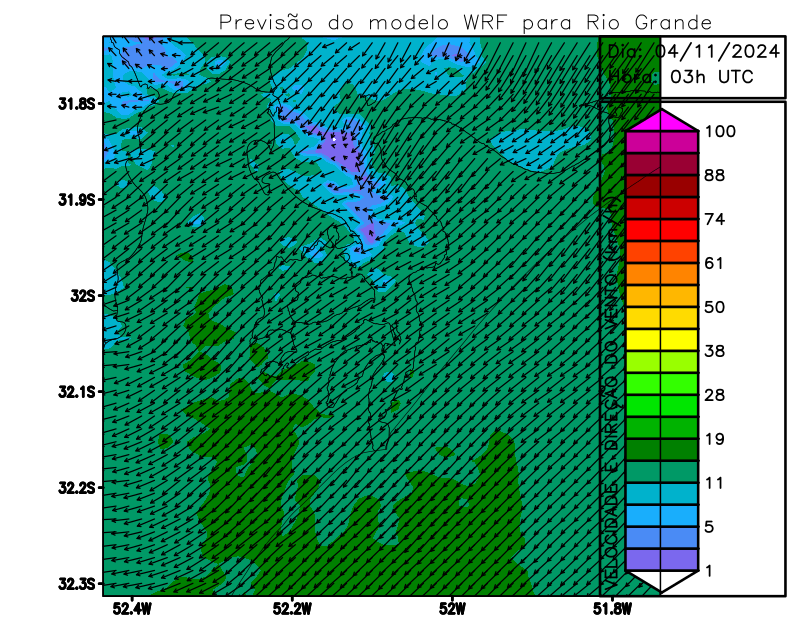 Previsão do modelo WRF para Rio Grande
Dia: 04/11/2024
Hora: 03h UTC
31.8S
31.9S
32S
32.1S
32.2S
32.3S
52.4W
52.2W
52W
51.8W
VELOCIDADE E DIREÇÃO DO VENTO (km/h)
100
88
74
61
50
38
28
19
11
5
1